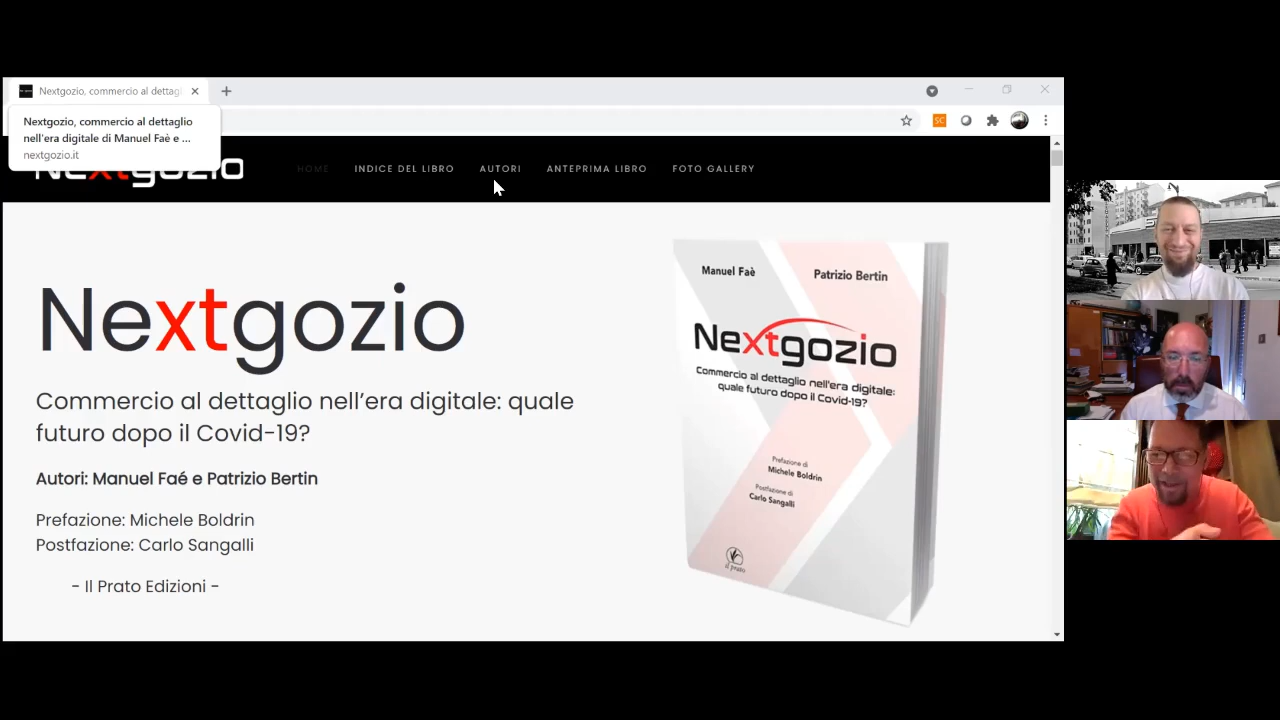 Nextgozio, commercio al dettagl
Nextgozio, commercio al dettaglio
nell'era digitale di Manuel Faè e ...
nextgozio.it
SC
Nextgozio
HOME
INDICE DEL LIBRO
AUTORI
ANTEPRIMA LIBRO
FOTO GALLERY
Nextgozio
Commercio al dettaglio nell’era digitale: quale
futuro dopo il Covid-19?
Autori: Manuel Faé e Patrizio Bertin
Prefazione: Michele Boldrin
Postfazione: Carlo Sangalli
- Il Prato Edizioni -
Manuel Faè
Patrizio Bertin
Nextgozio
Commercio al dettaglio nell'era digitale:
quale futuro dopo il Covid-19?
Prefazione di
Michele Boldrin
Postfazione di
Carlo Sangalli
il prato